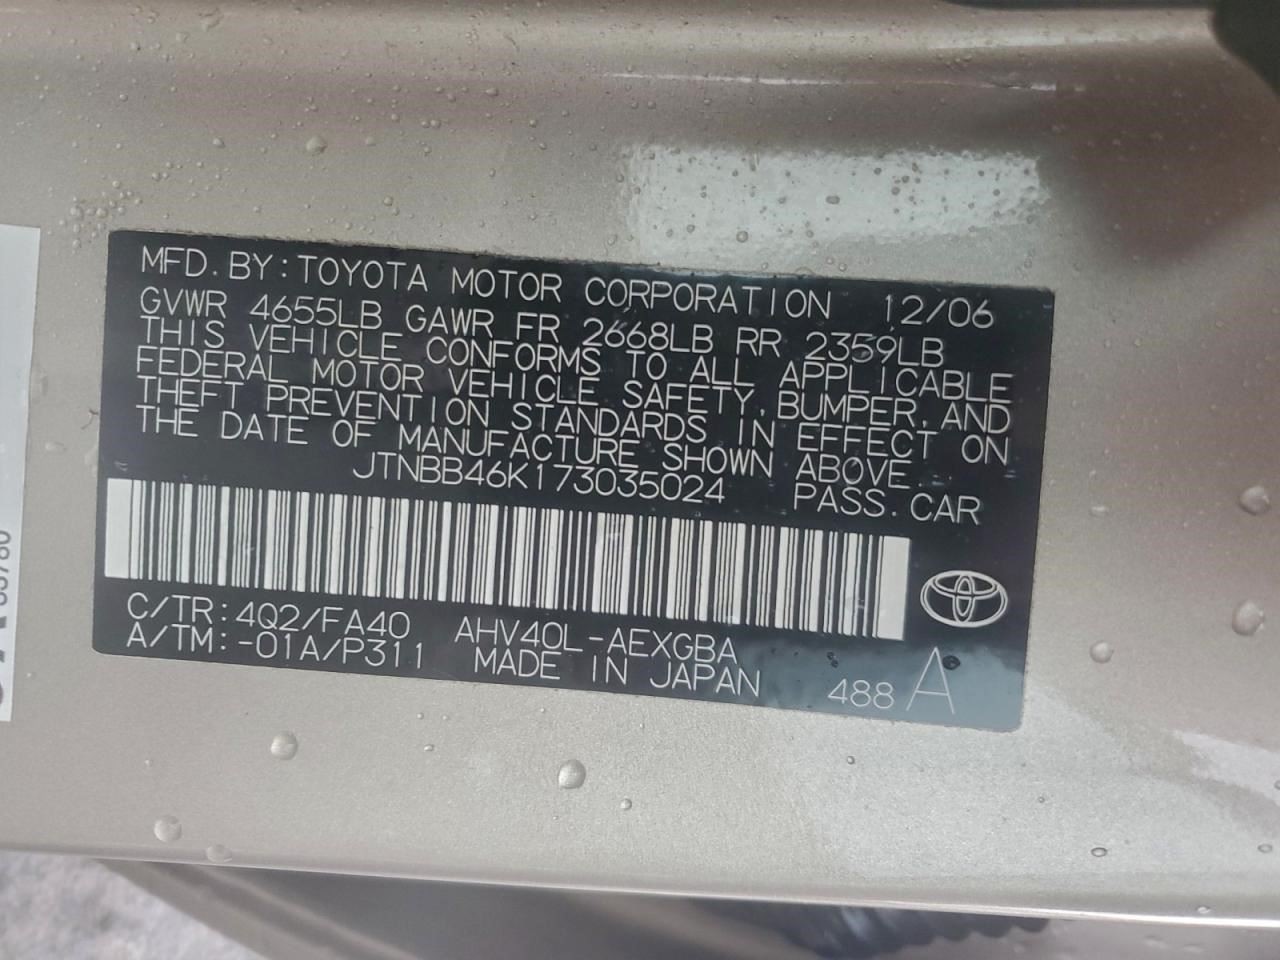 MFD. BY: TOYOTA MOTOR CORPORATION 12/06
GVWR 4655LB GAWR FR 2668LB RR 2359LB
THIS VEHICLE CONFORMS TO ALL APPLICABLE
FEDERAL MOTOR VEHICLE SAFETY, BUMPER, AND
THEFT PREVENTION STANDARDS IN EFFECT ON
THE DATE OF MANUFACTURE SHOWN ABOVE.
JTNBB46K173035024 PASS. CAR
C/TR: 4Q2/FA40 AHV40L-AEXGBA
A/TM: -01A/P311 MADE IN JAPAN 488 A